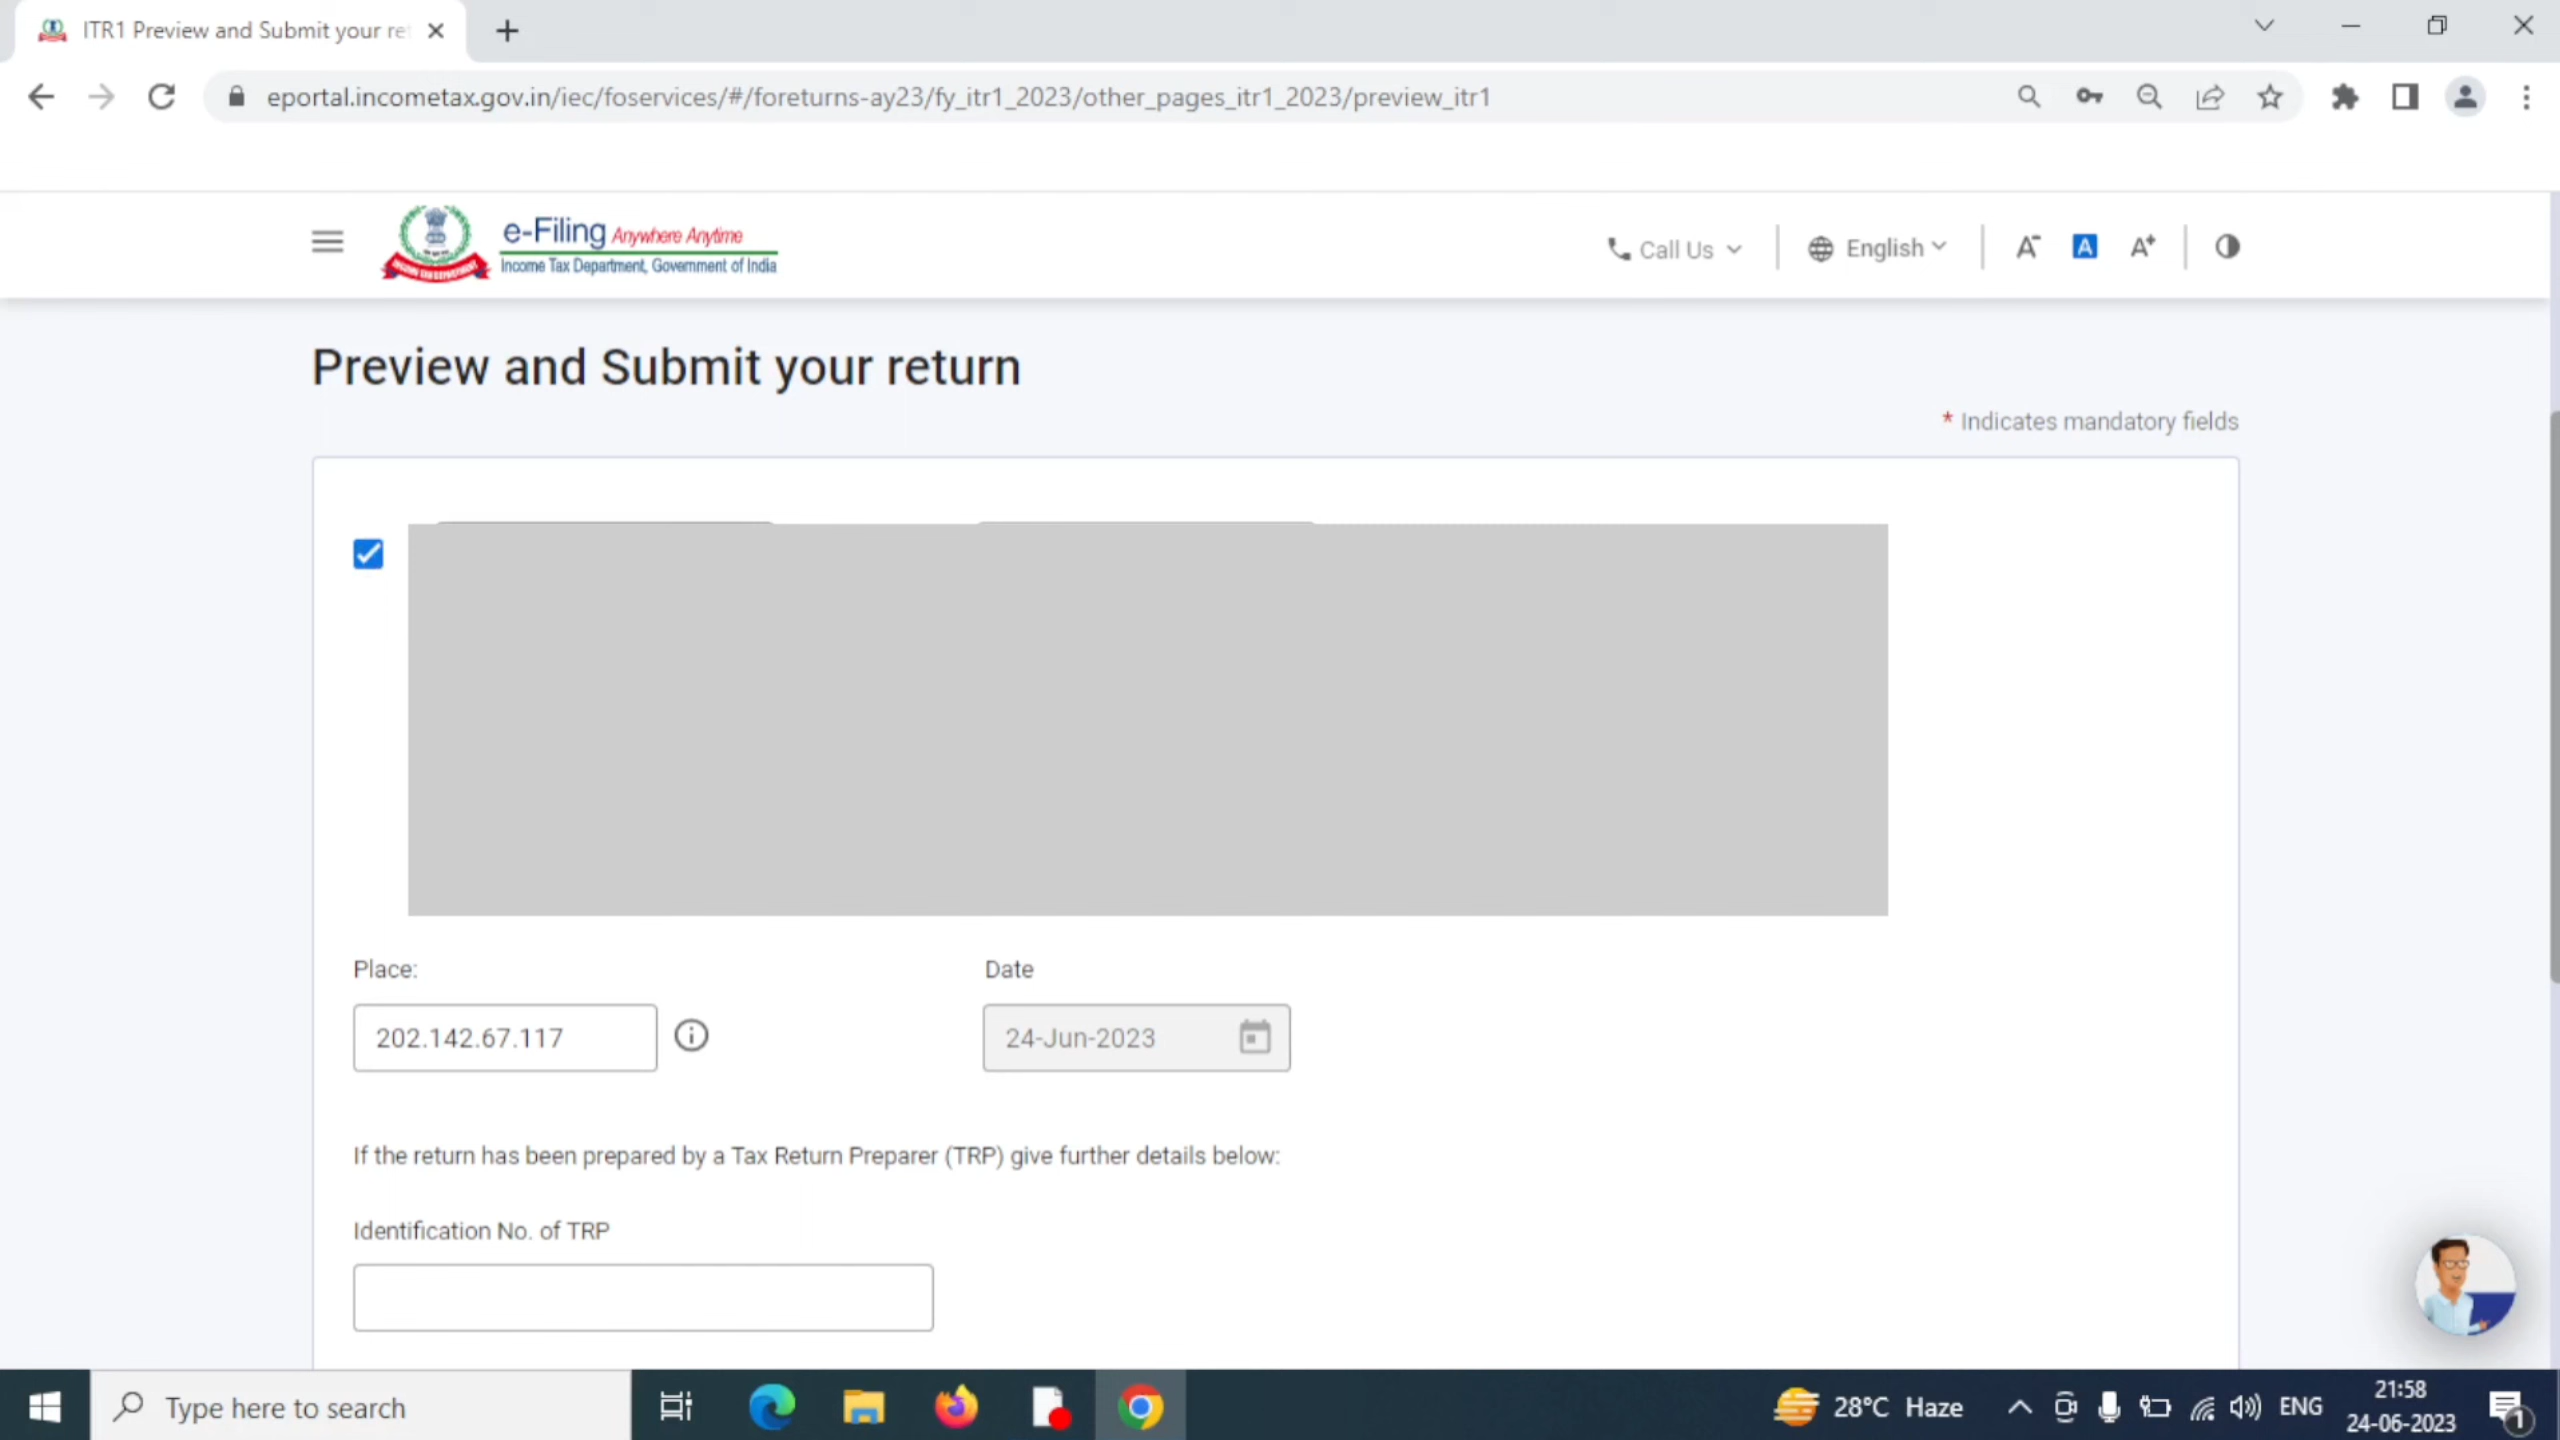 ITR1 Preview and Submit your ret
eportal.incometax.gov.in/iec/foservices/#/foreturns-ay23/fy_itr1_2023/other_pages_itr1_2023/preview_itr1
e-Filing Anywhere Anytime
Income Tax Department, Government of India
Call Us
English
A-
A
A+
Preview and Submit your return
* Indicates mandatory fields
Place:
Date
202.142.67.117
24-Jun-2023
If the return has been prepared by a Tax Return Preparer (TRP) give further details below:
Identification No. of TRP
Type here to search
28°C Haze
ENG
21:58
24-06-2023
1